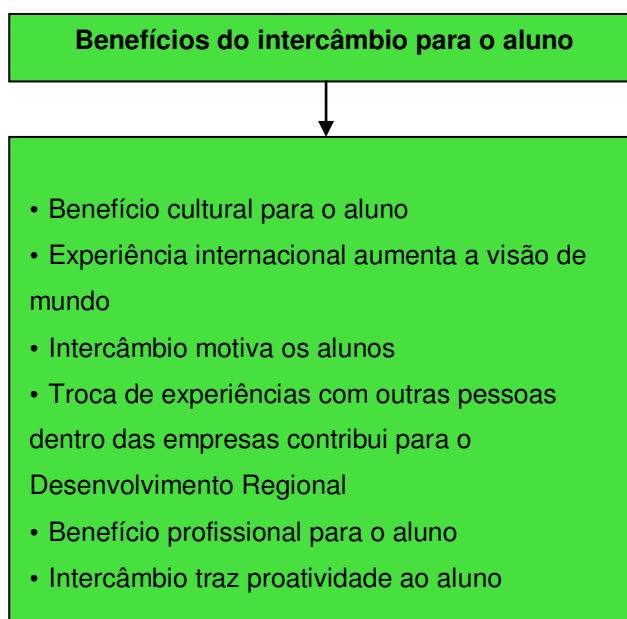 Benefícios do intercâmbio para o aluno
• Benefício cultural para o aluno
• Experiência internacional aumenta a visão de
mundo
• Intercâmbio motiva os alunos
• Troca de experiências com outras pessoas
dentro das empresas contribui para o
Desenvolvimento Regional
• Benefício profissional para o aluno
• Intercâmbio traz proatividade ao aluno